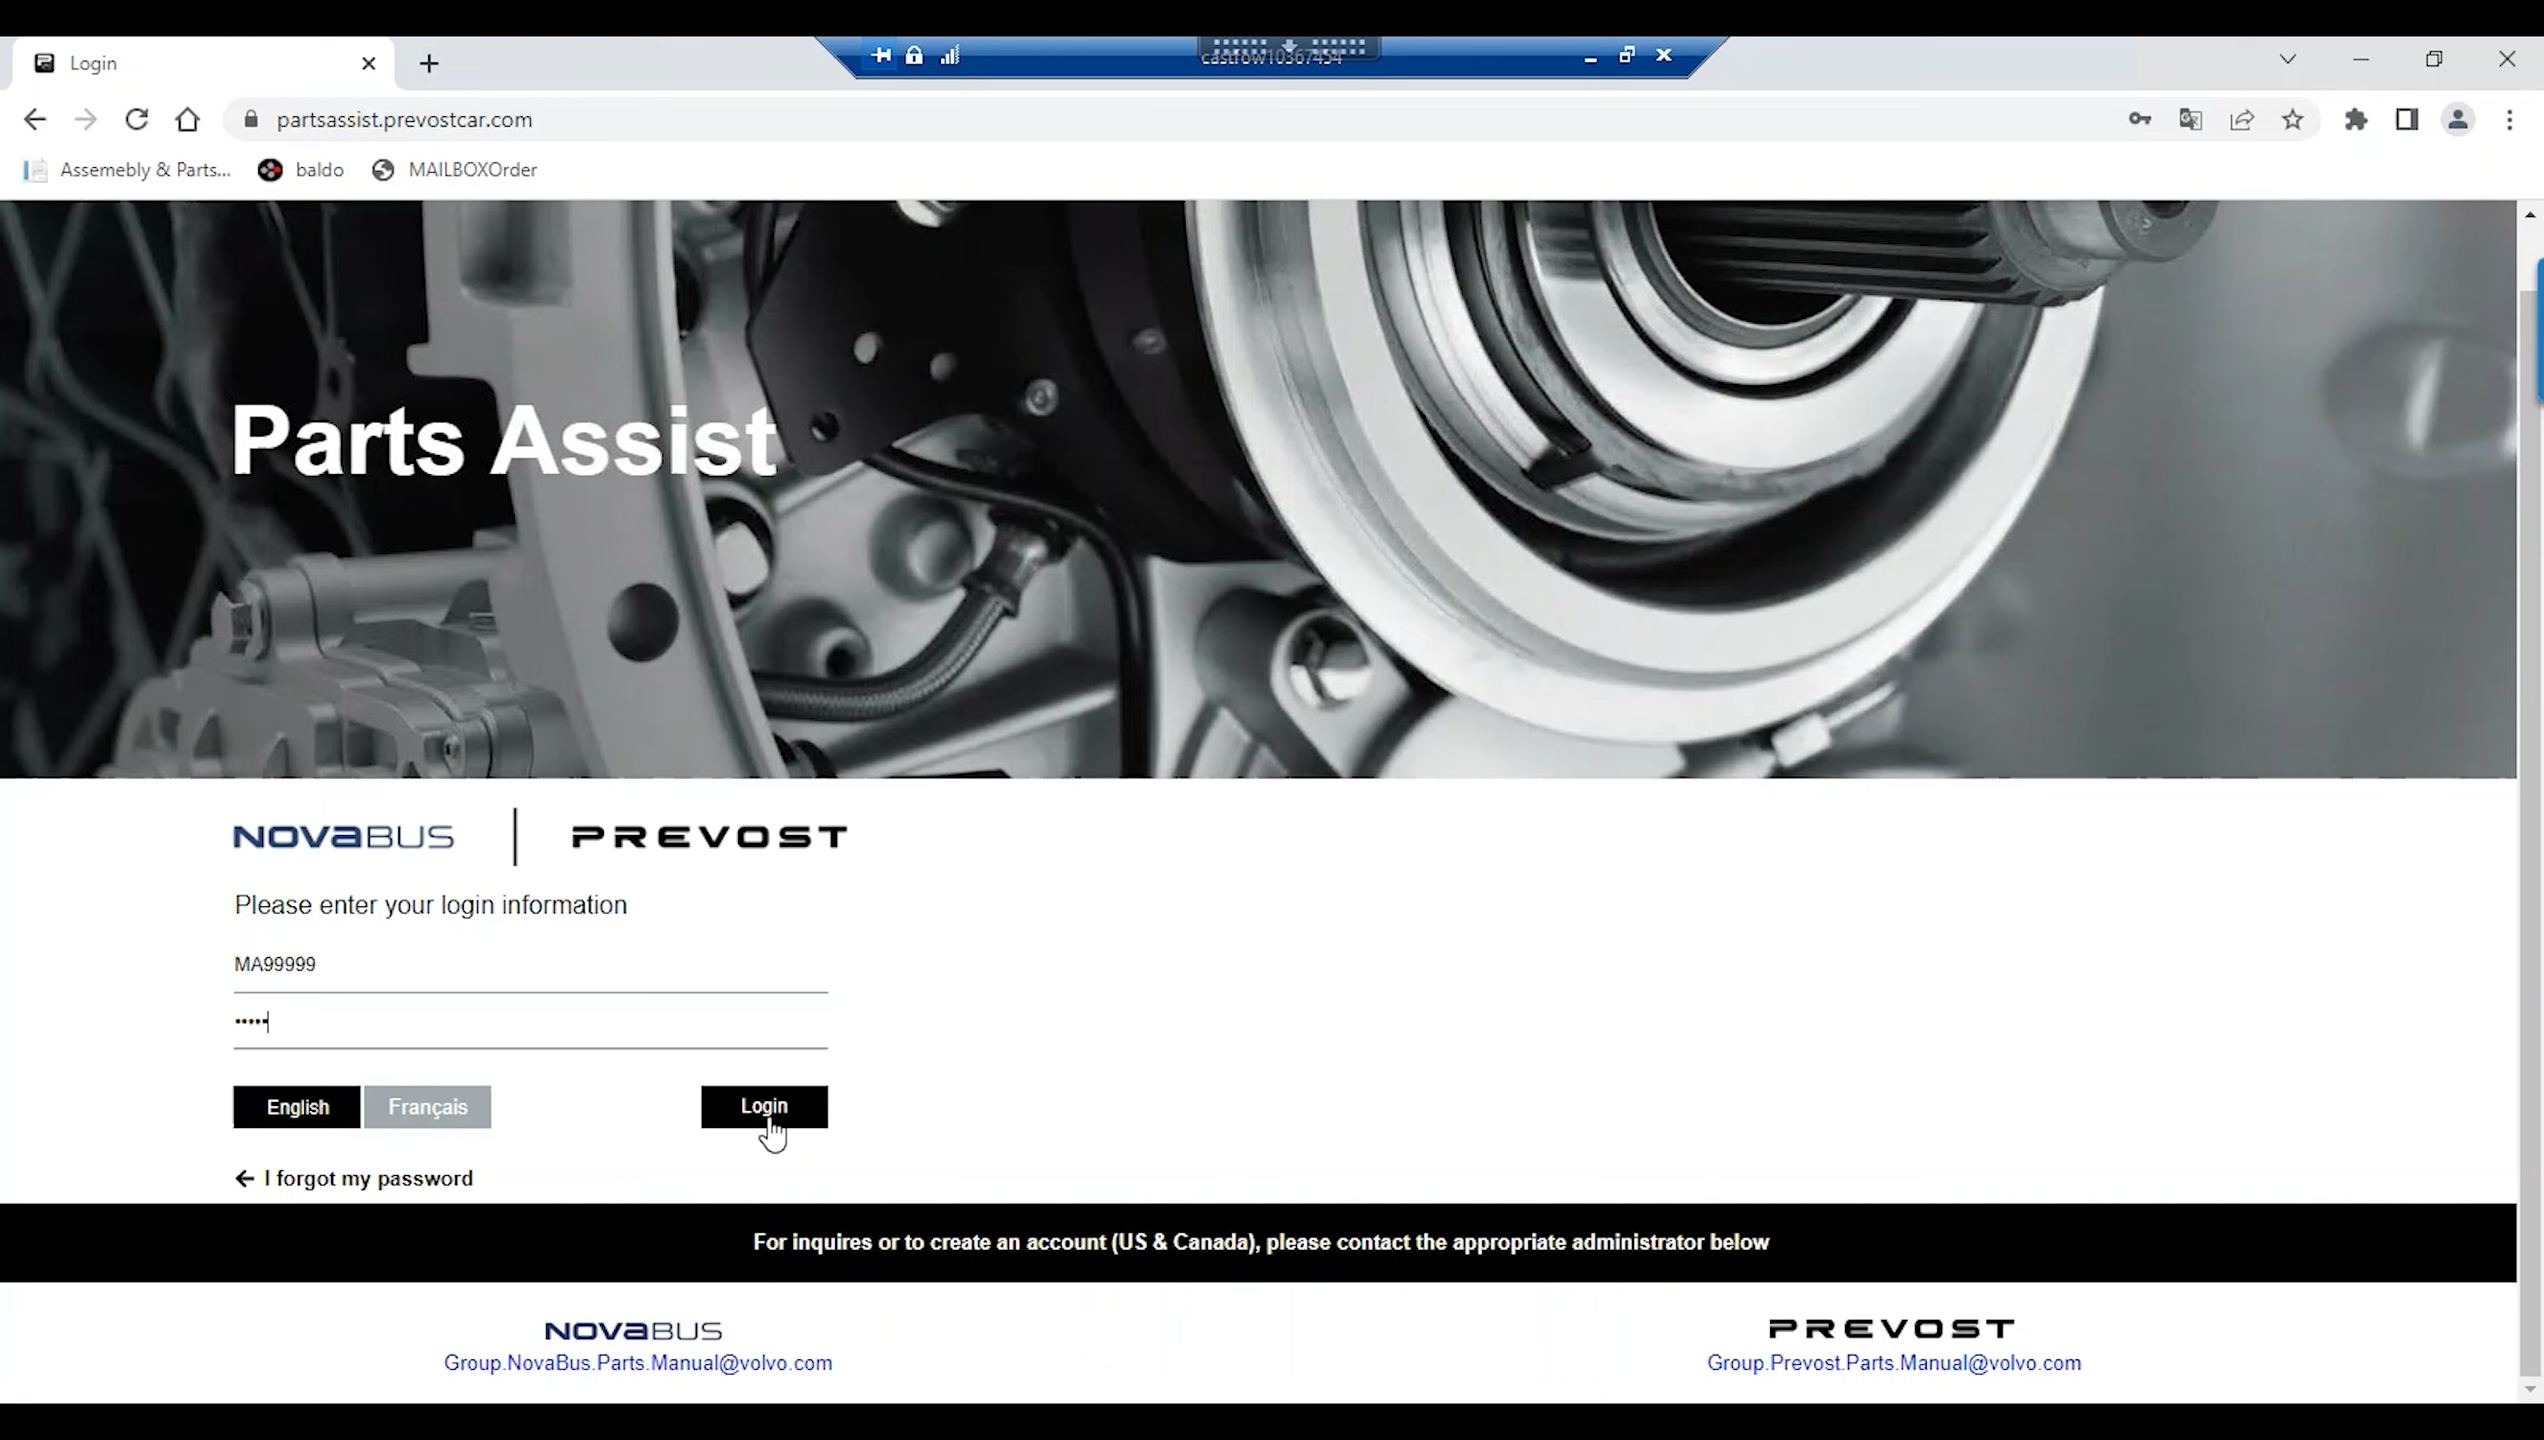 Login
castrow10367454
partsassist.prevostcar.com
Assemebly & Parts...
baldo
MAILBOXOrder
Parts Assist
NOVABUS
PREVOST
Please enter your login information
MA99999
•••••
English
Français
Login
I forgot my password
For inquires or to create an account (US & Canada), please contact the appropriate administrator below
NOVABUS
PREVOST
Group.NovaBus.Parts.Manual@volvo.com
Group.Prevost.Parts.Manual@volvo.com